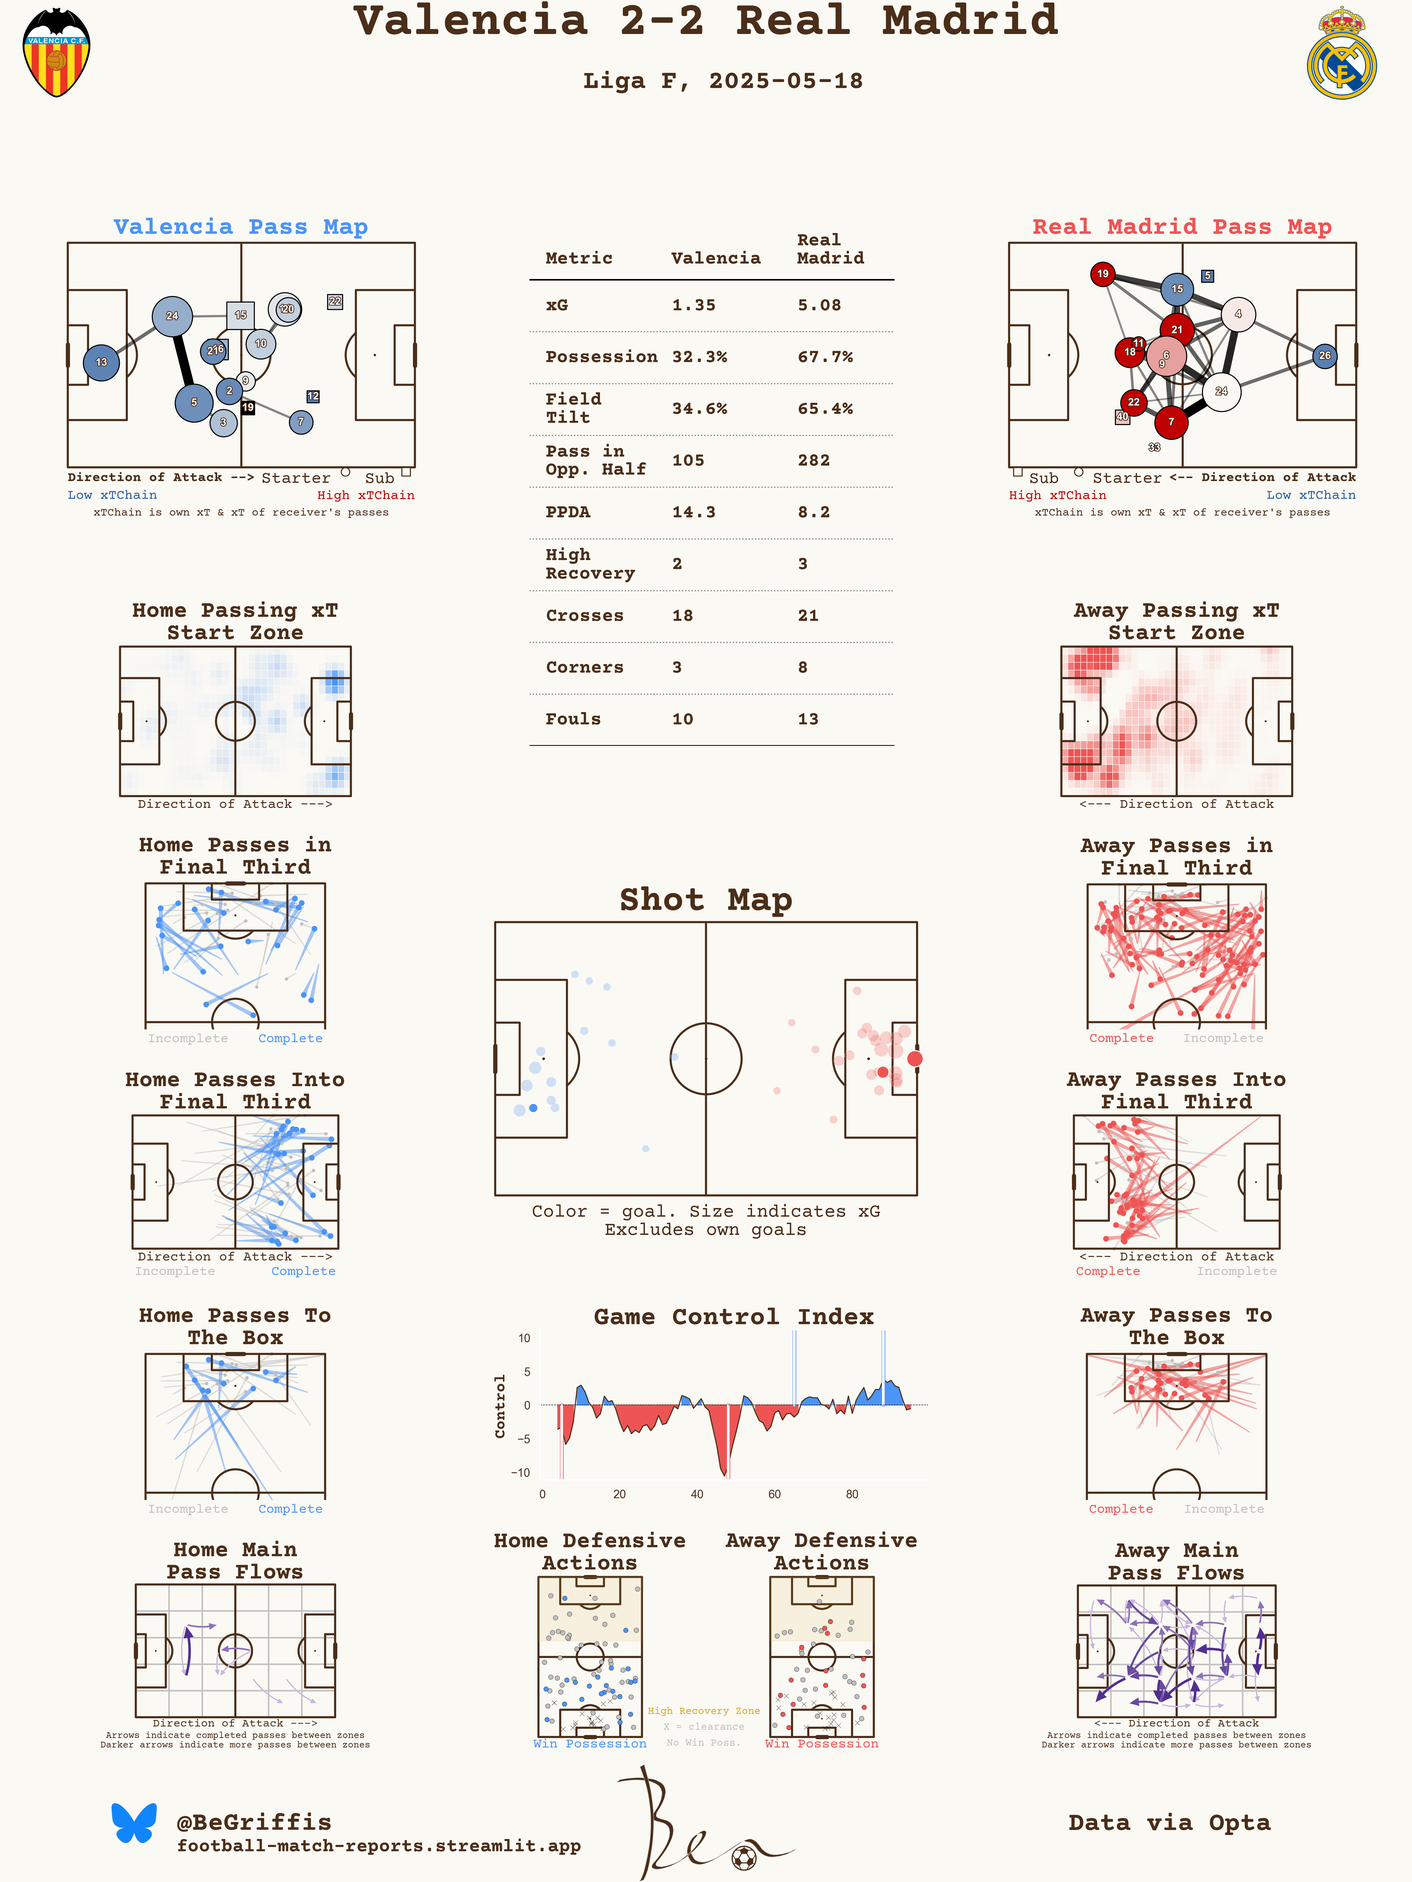 Valencia 2-2 Real Madrid
Liga F, 2025-05-18
VALENCIA C.F.
Valencia Pass Map
24
15
20
22
10
21
16
13
9
2
12
5
19
3
7
Direction of Attack --> Starter Sub
Low xTChain High xTChain
xTChain is own xT & xT of receiver's passes
Metric Valencia Real Madrid
xG 1.35 5.08
Possession 32.3% 67.7%
Field Tilt 34.6% 65.4%
Pass in Opp. Half 105 282
PPDA 14.3 8.2
High Recovery 2 3
Crosses 18 21
Corners 3 8
Fouls 10 13
Real Madrid Pass Map
19
5
15
4
21
11
18
6
9
26
24
22
40
7
33
Sub Starter <-- Direction of Attack
High xTChain Low xTChain
xTChain is own xT & xT of receiver's passes
Home Passing xT
Start Zone
Direction of Attack --->
Away Passing xT
Start Zone
<--- Direction of Attack
Home Passes in
Final Third
Incomplete Complete
Away Passes in
Final Third
Complete Incomplete
Shot Map
Color = goal. Size indicates xG
Excludes own goals
Home Passes Into
Final Third
Direction of Attack --->
Incomplete Complete
Away Passes Into
Final Third
<--- Direction of Attack
Complete Incomplete
Home Passes To
The Box
Incomplete Complete
Game Control Index
Control
10
5
0
−5
−10
0 20 40 60 80
Away Passes To
The Box
Complete Incomplete
Home Main
Pass Flows
Direction of Attack --->
Arrows indicate completed passes between zones
Darker arrows indicate more passes between zones
Home Defensive
Actions
Win Possession
Away Defensive
Actions
Win Possession
High Recovery Zone
X = clearance
No Win Poss.
Away Main
Pass Flows
<--- Direction of Attack
Arrows indicate completed passes between zones
Darker arrows indicate more passes between zones
@BeGriffis
football-match-reports.streamlit.app
Ben
Data via Opta